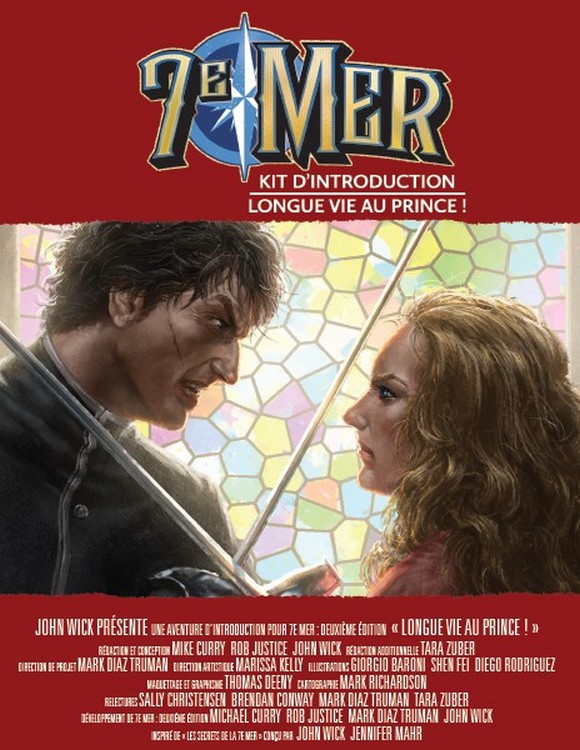 7E MER
KIT D'INTRODUCTION
LONGUE VIE AU PRINCE !
JOHN WICK PRÉSENTE UNE AVENTURE D'INTRODUCTION POUR 7E MER : DEUXIÈME ÉDITION « LONGUE VIE AU PRINCE ! »
RÉDACTION ET CONCEPTION MIKE CURRY ROB JUSTICE JOHN WICK RÉDACTION ADDITIONNELLE TARA ZUBER
DIRECTION DE PROJET MARK DIAZ TRUMAN DIRECTION ARTISTIQUE MARISSA KELLY ILLUSTRATIONS GIORGIO BARONI SHEN FEI DIEGO RODRIGUEZ
MAQUETTAGE ET GRAPHISME THOMAS DEENY CARTOGRAPHIE MARK RICHARDSON
RELECTURES SALLY CHRISTENSEN BRENDAN CONWAY MARK DIAZ TRUMAN TARA ZUBER
DÉVELOPPEMENT DE 7E MER : DEUXIÈME ÉDITION MICHAEL CURRY ROB JUSTICE MARK DIAZ TRUMAN JOHN WICK
INSPIRÉ DE « LES SECRETS DE LA 7E MER » CONÇU PAR JOHN WICK JENNIFER MAHR